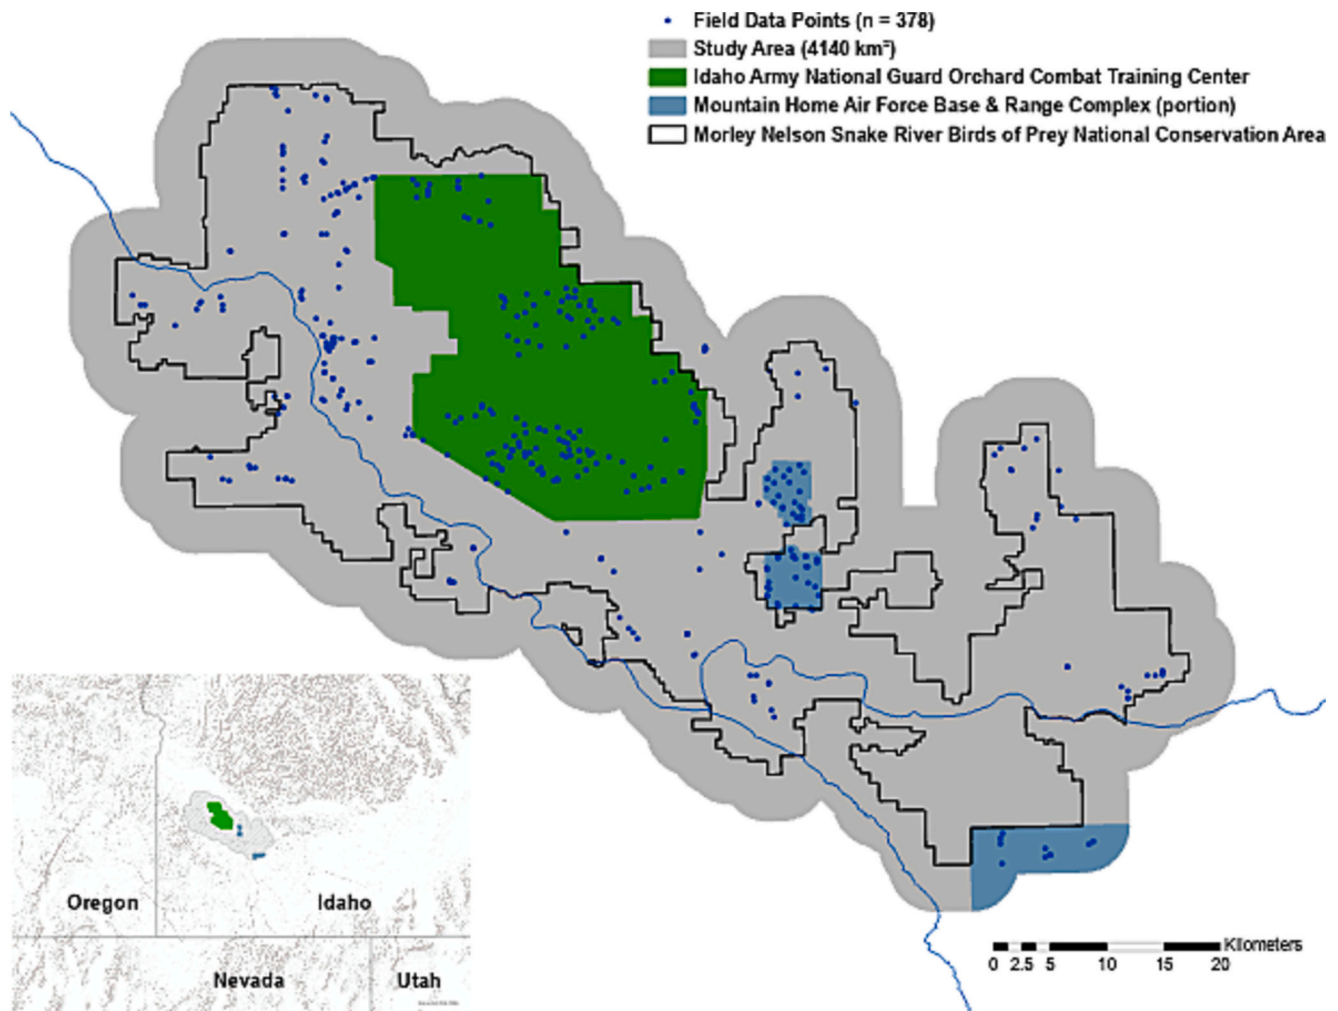 Field Data Points (n = 378)
Study Area (4140 km²)
Idaho Army National Guard Orchard Combat Training Center
Mountain Home Air Force Base & Range Complex (portion)
Morley Nelson Snake River Birds of Prey National Conservation Area
Oregon
Idaho
Nevada
Utah
Kilometers
0 2.5 5 10 15 20